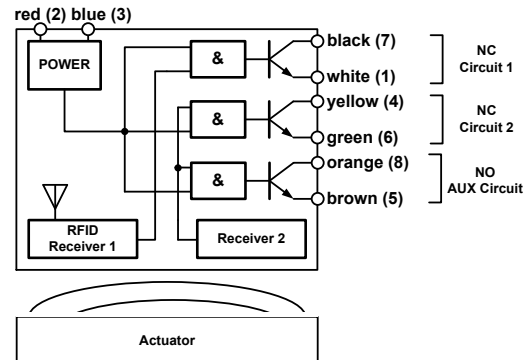 red (2) blue (3)
POWER
&
black (7)
white (1)
NC
Circuit 1
&
yellow (4)
green (6)
NC
Circuit 2
&
orange (8)
brown (5)
NO
AUX Circuit
RFID
Receiver 1
Receiver 2
Actuator